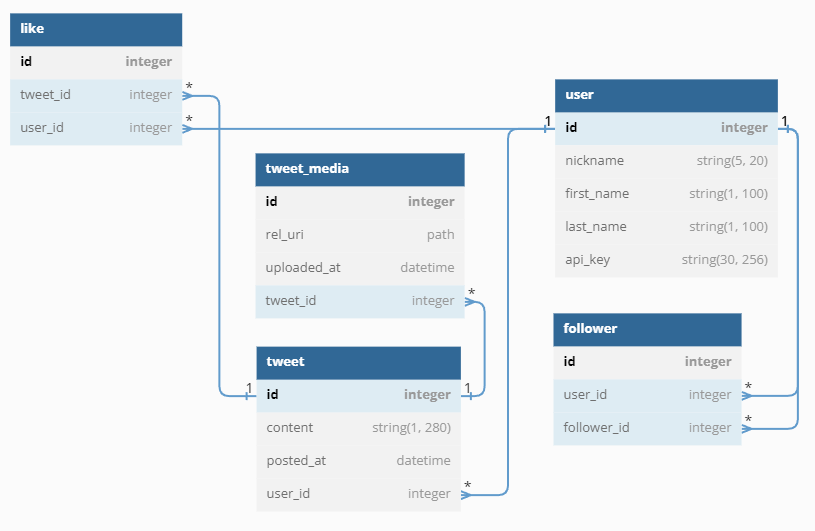 like
id integer
tweet_id integer *
user_id integer *
tweet_media
id integer
rel_uri path
uploaded_at datetime
tweet_id integer *
tweet
1 id integer 1
content string(1, 280)
posted_at datetime
user_id integer *
user
1 id integer 1
nickname string(5, 20)
first_name string(1, 100)
last_name string(1, 100)
api_key string(30, 256)
follower
id integer
user_id integer *
follower_id integer *